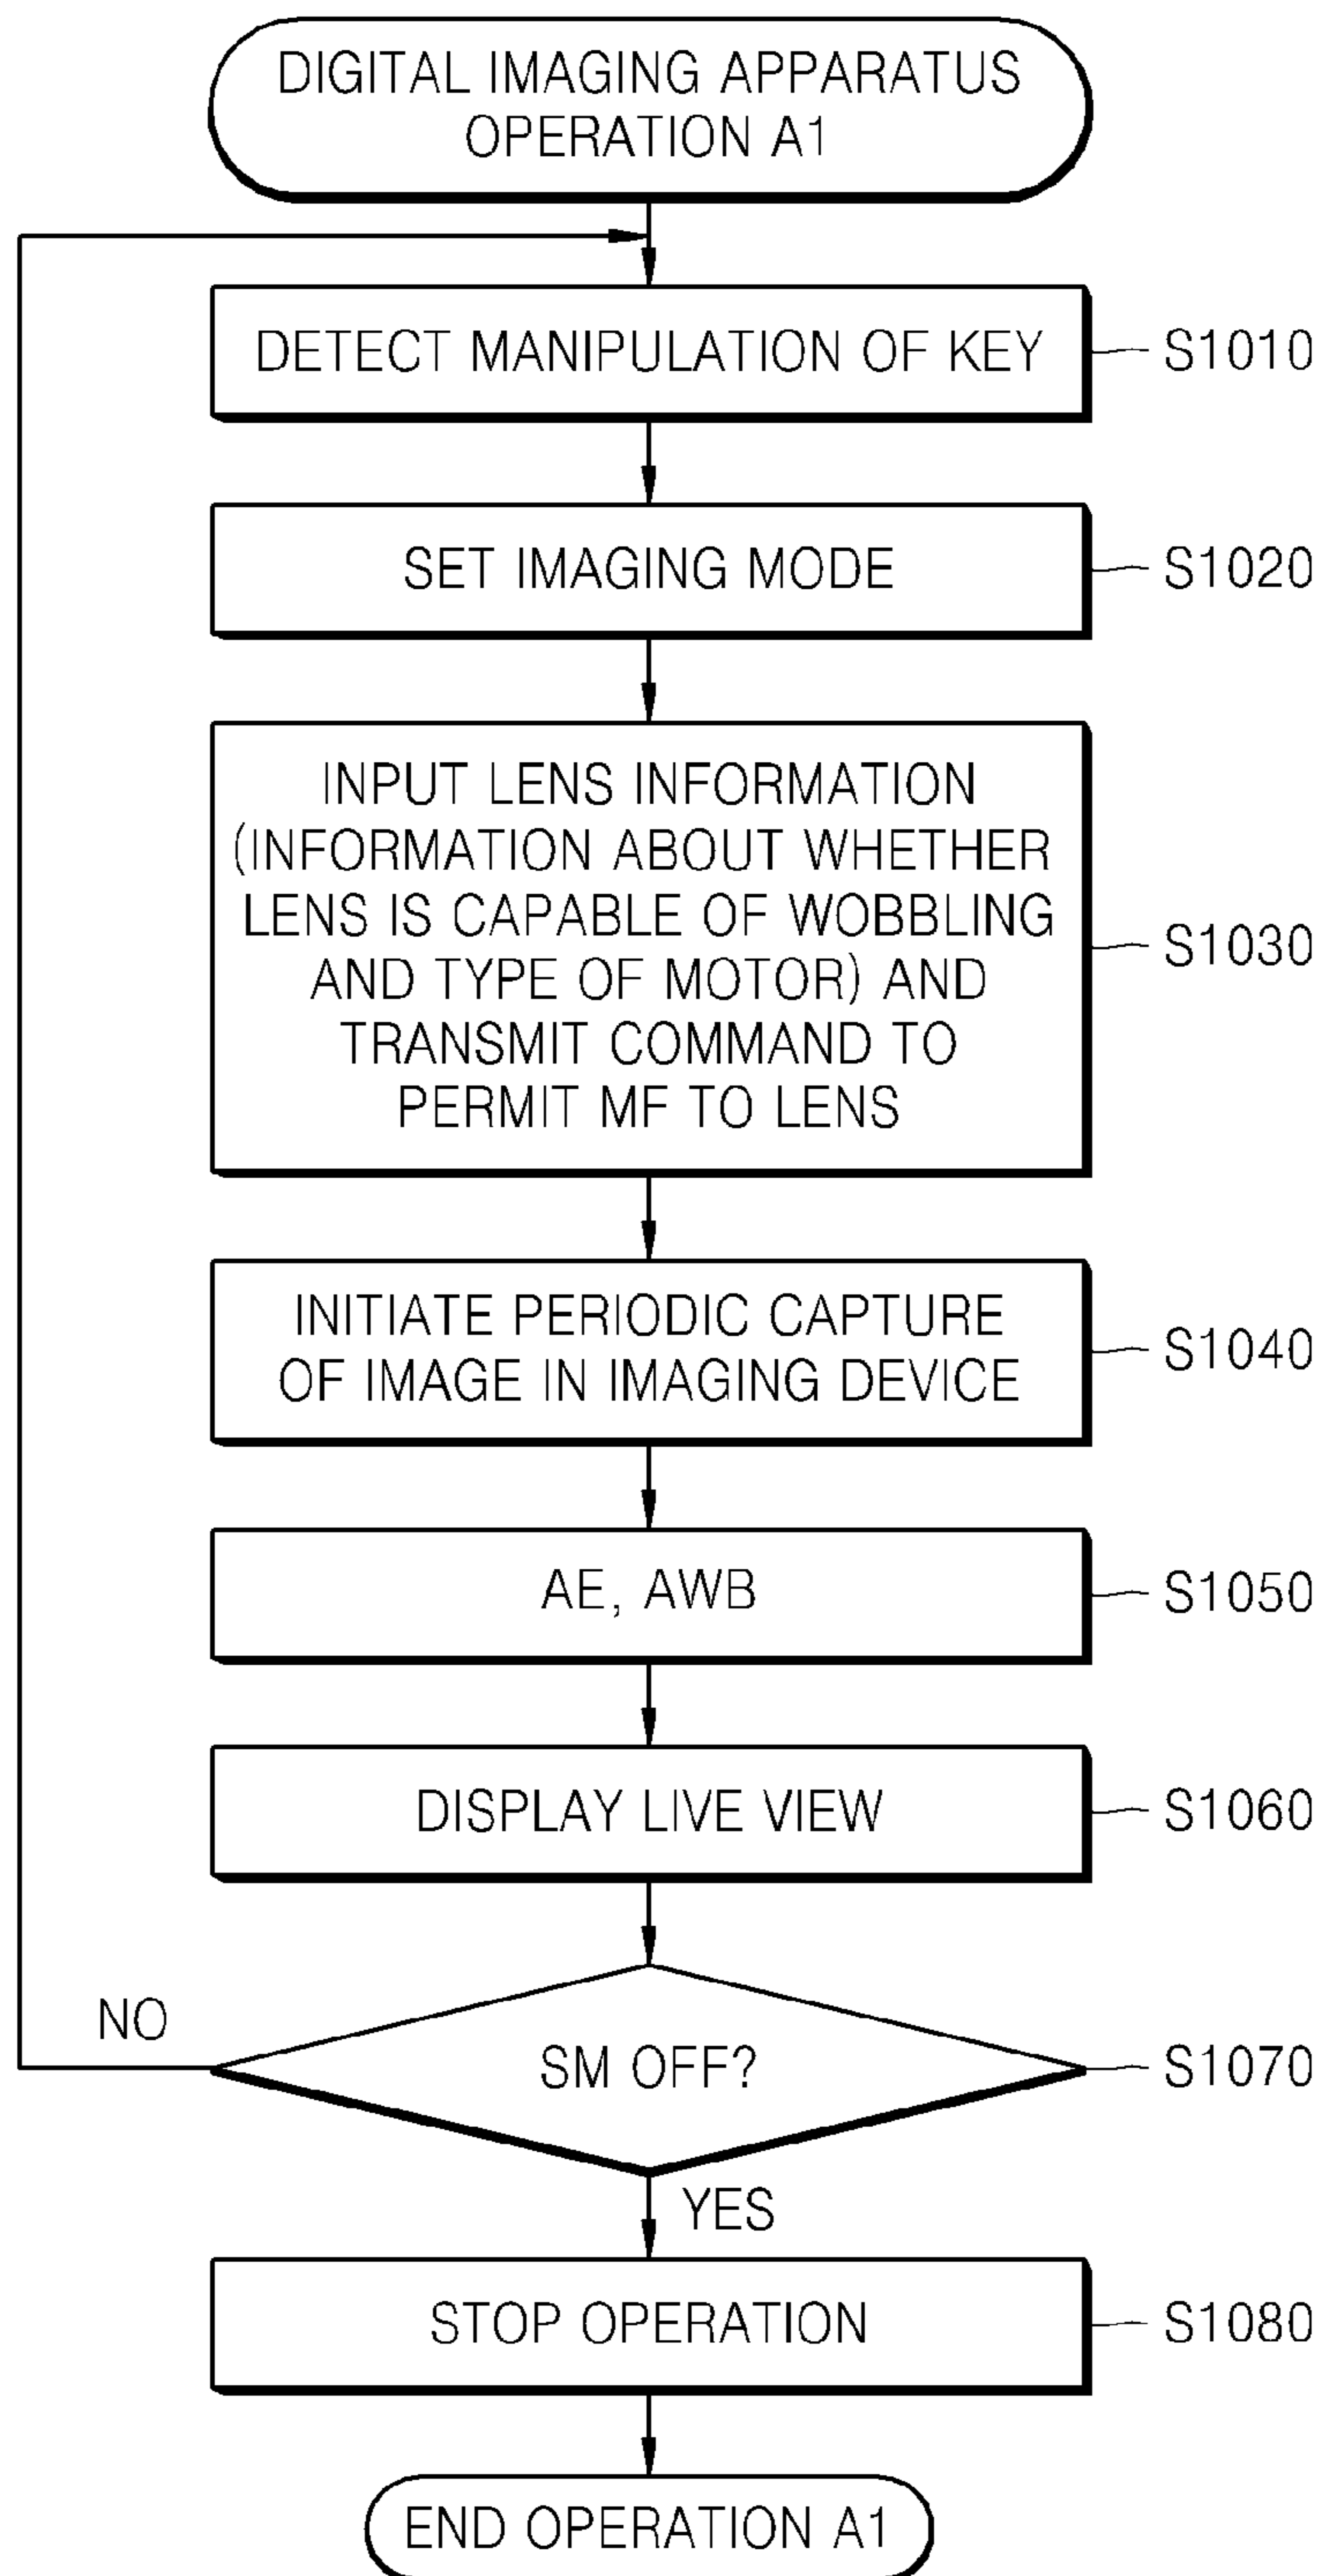 DIGITAL IMAGING APPARATUS
OPERATION A1
DETECT MANIPULATION OF KEY
S1010
SET IMAGING MODE
S1020
INPUT LENS INFORMATION
(INFORMATION ABOUT WHETHER
LENS IS CAPABLE OF WOBBLING
AND TYPE OF MOTOR) AND
TRANSMIT COMMAND TO
PERMIT MF TO LENS
S1030
INITIATE PERIODIC CAPTURE
OF IMAGE IN IMAGING DEVICE
S1040
AE, AWB
S1050
DISPLAY LIVE VIEW
S1060
NO
SM OFF?
S1070
YES
STOP OPERATION
S1080
END OPERATION A1